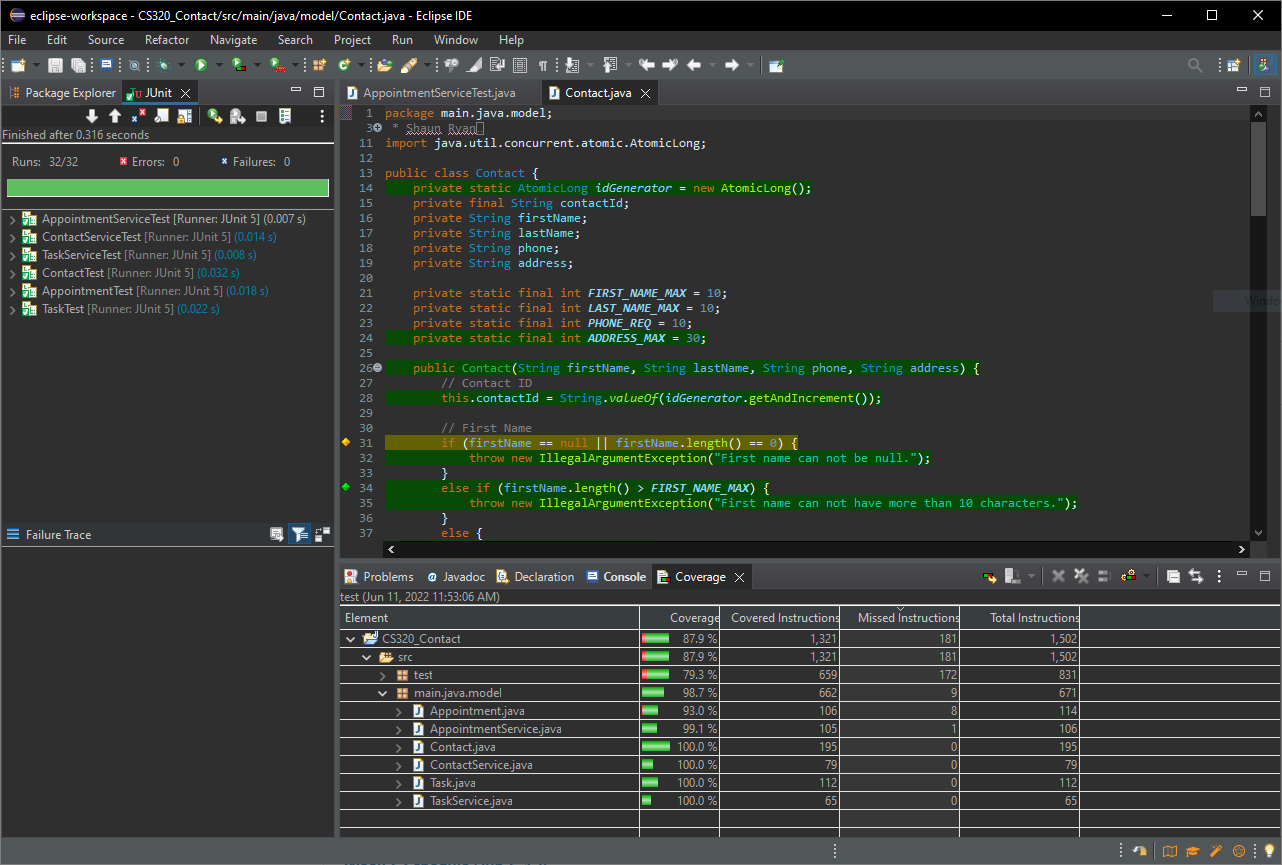 eclipse-workspace - CS320_Contact/src/main/java/model/Contact.java - Eclipse IDE
File Edit Source Refactor Navigate Search Project Run Window Help
Package Explorer JUnit
Finished after 0.316 seconds
Runs: 32/32 Errors: 0 Failures: 0
AppointmentServiceTest [Runner: JUnit 5] (0.007 s)
ContactServiceTest [Runner: JUnit 5] (0.014 s)
TaskServiceTest [Runner: JUnit 5] (0.008 s)
ContactTest [Runner: JUnit 5] (0.032 s)
AppointmentTest [Runner: JUnit 5] (0.018 s)
TaskTest [Runner: JUnit 5] (0.022 s)
Failure Trace
AppointmentServiceTest.java Contact.java
1 package main.java.model;
3 * Shaun Ryan
11 import java.util.concurrent.atomic.AtomicLong;
12
13 public class Contact {
14 private static AtomicLong idGenerator = new AtomicLong();
15 private final String contactId;
16 private String firstName;
17 private String lastName;
18 private String phone;
19 private String address;
20
21 private static final int FIRST_NAME_MAX = 10;
22 private static final int LAST_NAME_MAX = 10;
23 private static final int PHONE_REQ = 10;
24 private static final int ADDRESS_MAX = 30;
25
26 public Contact(String firstName, String lastName, String phone, String address) {
27 // Contact ID
28 this.contactId = String.valueOf(idGenerator.getAndIncrement());
29
30 // First Name
31 if (firstName == null || firstName.length() == 0) {
32 throw new IllegalArgumentException("First name can not be null.");
33 }
34 else if (firstName.length() > FIRST_NAME_MAX) {
35 throw new IllegalArgumentException("First name can not have more than 10 characters.");
36 }
37 else {
Windo
Problems Javadoc Declaration Console Coverage
test (Jun 11, 2022 11:53:06 AM)
Element Coverage Covered Instructions Missed Instructions Total Instructions
CS320_Contact 87.9 % 1,321 181 1,502
src 87.9 % 1,321 181 1,502
test 79.3 % 659 172 831
main.java.model 98.7 % 662 9 671
Appointment.java 93.0 % 106 8 114
AppointmentService.java 99.1 % 105 1 106
Contact.java 100.0 % 195 0 195
ContactService.java 100.0 % 79 0 79
Task.java 100.0 % 112 0 112
TaskService.java 100.0 % 65 0 65